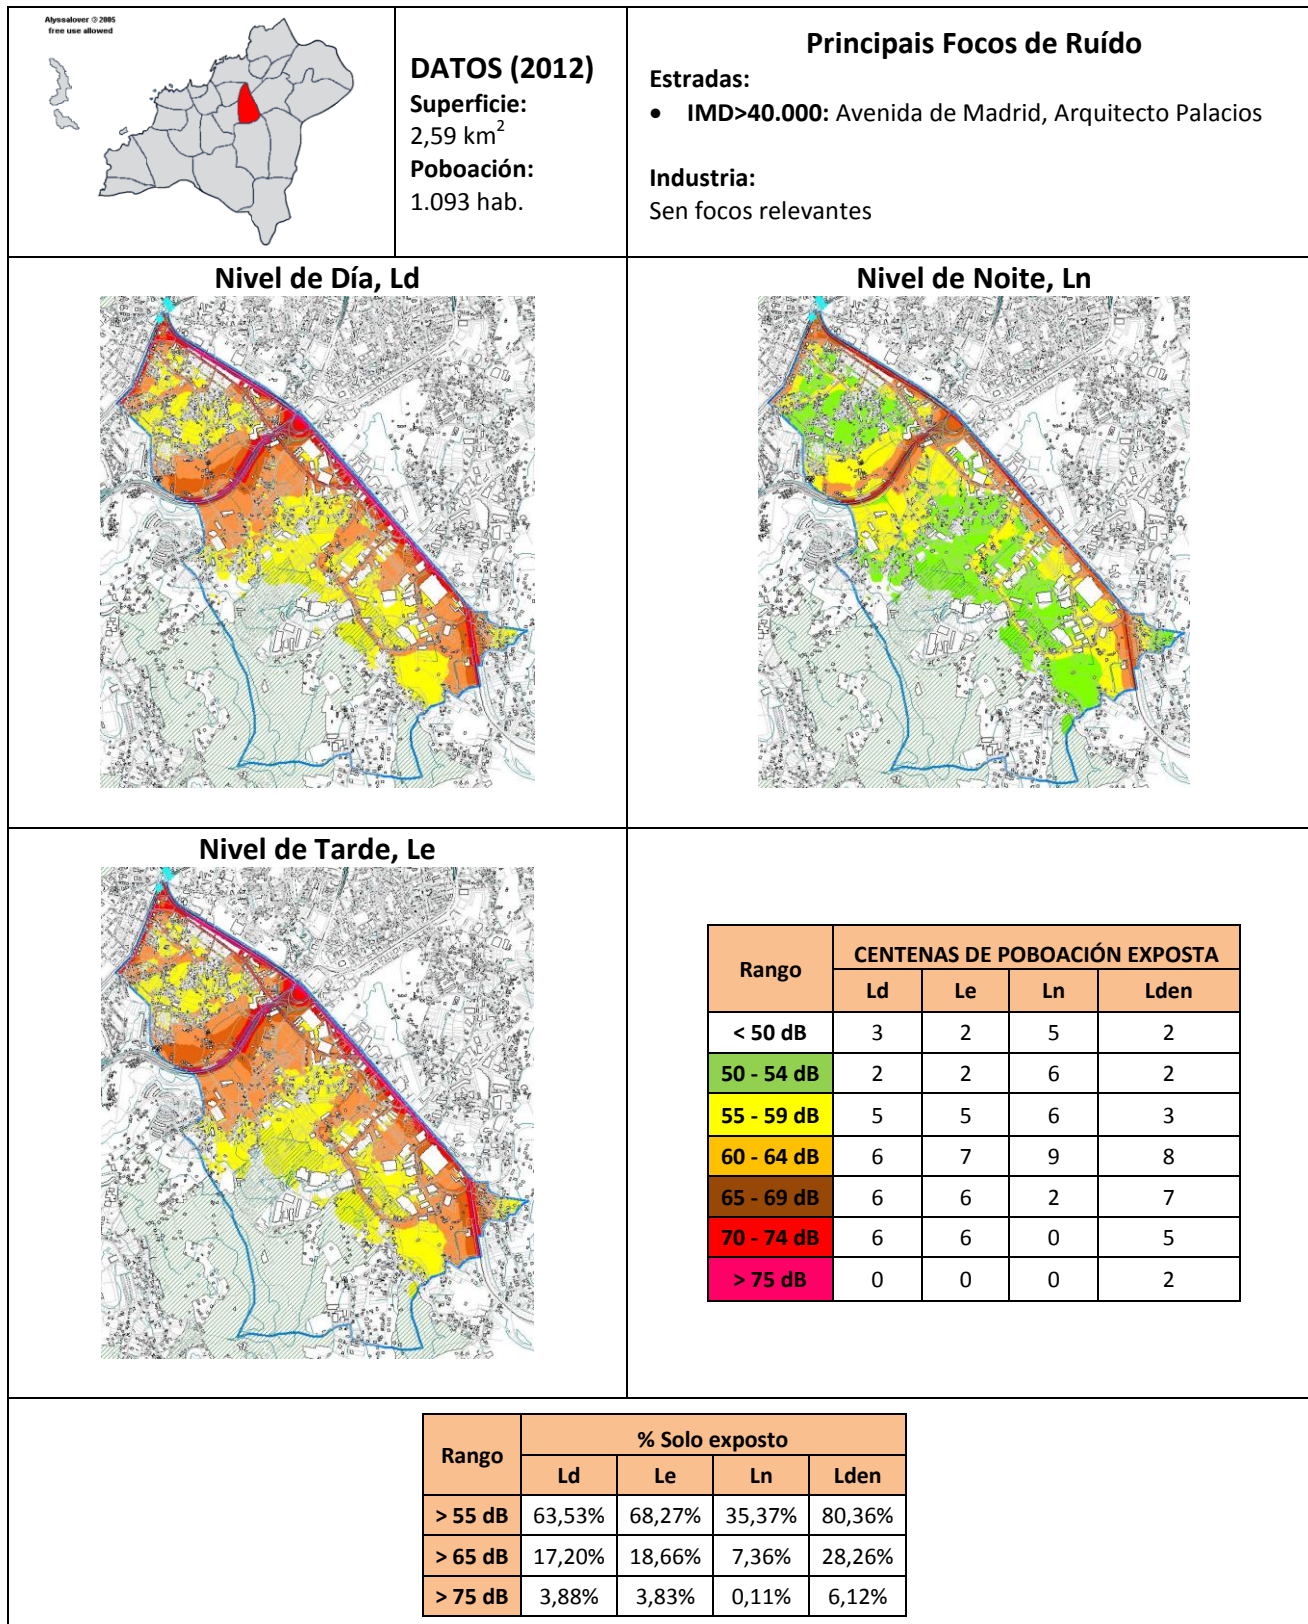 Alyssalover © 2005
free use allowed
DATOS (2012)
Superficie:
2,59 km²
Poboación:
1.093 hab.
Principais Focos de Ruído
Estradas:
• IMD>40.000: Avenida de Madrid, Arquitecto Palacios
Industria:
Sen focos relevantes
Nivel de Día, Ld
Nivel de Noite, Ln
Nivel de Tarde, Le
Rango CENTENAS DE POBOACIÓN EXPOSTA
Ld Le Ln Lden
< 50 dB 3 2 5 2
50 - 54 dB 2 2 6 2
55 - 59 dB 5 5 6 3
60 - 64 dB 6 7 9 8
65 - 69 dB 6 6 2 7
70 - 74 dB 6 6 0 5
> 75 dB 0 0 0 2
Rango % Solo exposto
Ld Le Ln Lden
> 55 dB 63,53% 68,27% 35,37% 80,36%
> 65 dB 17,20% 18,66% 7,36% 28,26%
> 75 dB 3,88% 3,83% 0,11% 6,12%